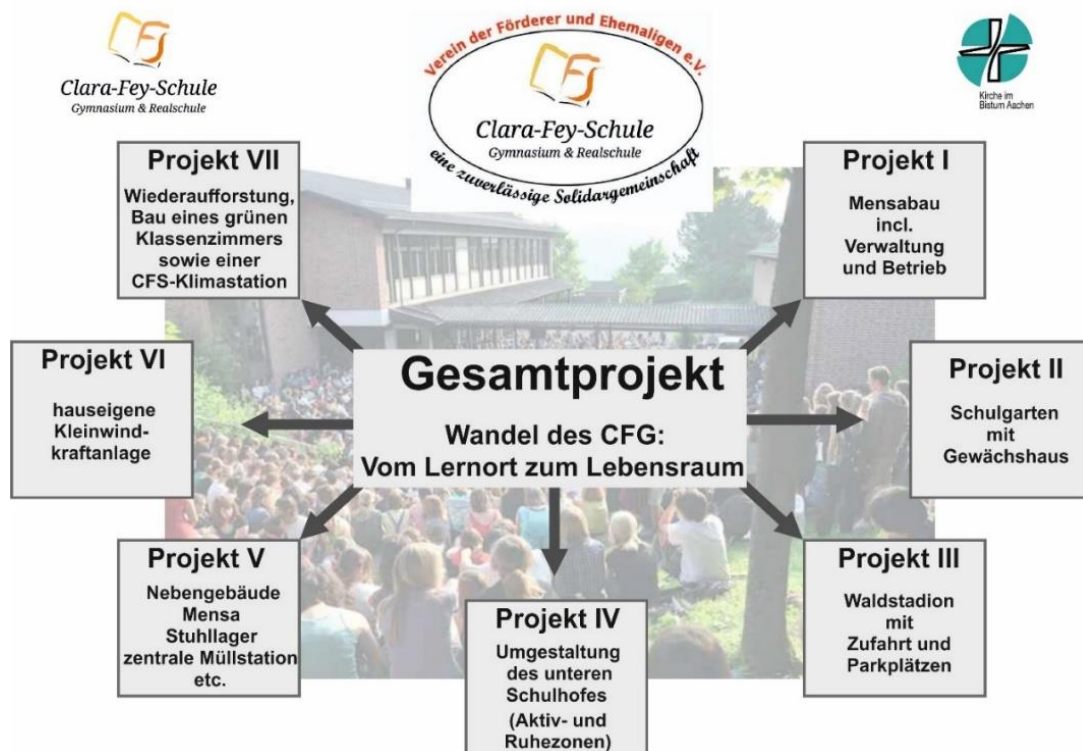 Clara-Fey-Schule
Gymnasium & Realschule
Verein der Förderer und Ehemaligen e.V.
Clara-Fey-Schule
Gymnasium & Realschule
eine zuverlässige Solidargemeinschaft
Kirche im
Bistum Aachen
Projekt VII
Wiederaufforstung,
Bau eines grünen
Klassenzimmers
sowie einer
CFS-Klimastation
Projekt I
Mensabau
incl.
Verwaltung
und Betrieb
Projekt VI
hauseigene
Kleinwind-
kraftanlage
Gesamtprojekt
Wandel des CFG:
Vom Lernort zum Lebensraum
Projekt II
Schulgarten
mit
Gewächshaus
Projekt V
Nebengebäude
Mensa
Stuhllager
zentrale Müllstation
etc.
Projekt IV
Umgestaltung
des unteren
Schulhofes
(Aktiv- und
Ruhezonen)
Projekt III
Waldstadion
mit
Zufahrt und
Parkplätzen